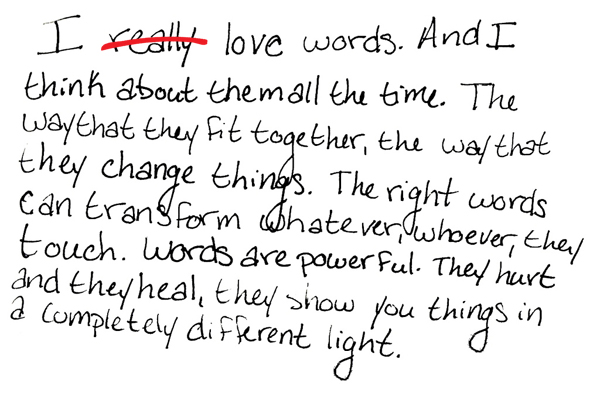 I really love words. And I
think about them all the time. The
way that they fit together, the way that
they change things. The right words
can transform whatever, whoever, they
touch. Words are powerful. They hurt
and they heal, they show you things in
a completely different light.